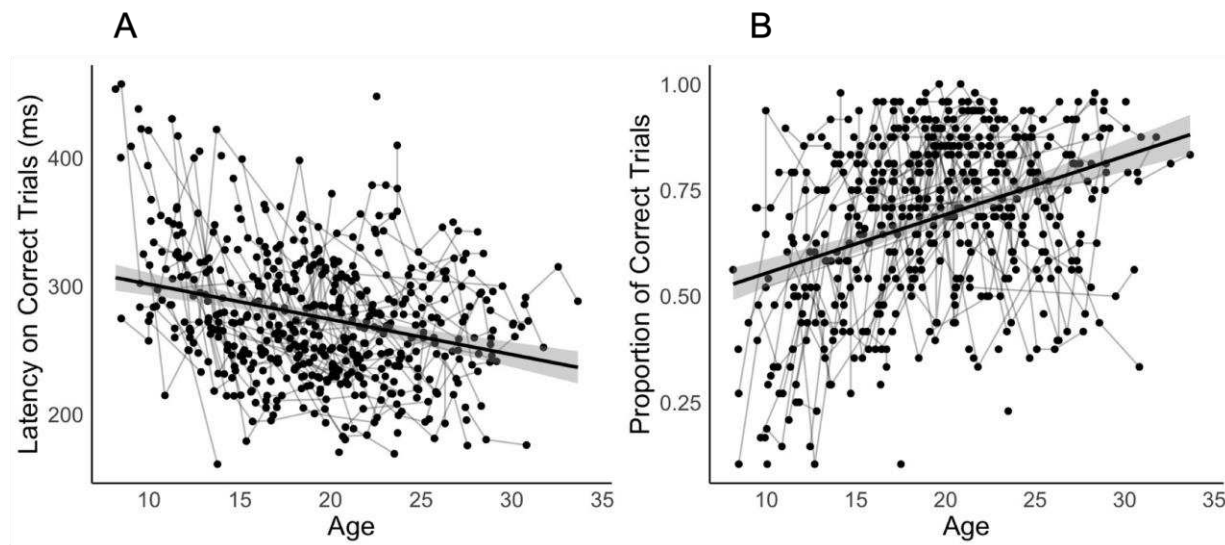 A
B
Latency on Correct Trials (ms)
400
300
200
10 15 20 25 30 35
Age
Proportion of Correct Trials
1.00
0.75
0.50
0.25
10 15 20 25 30 35
Age